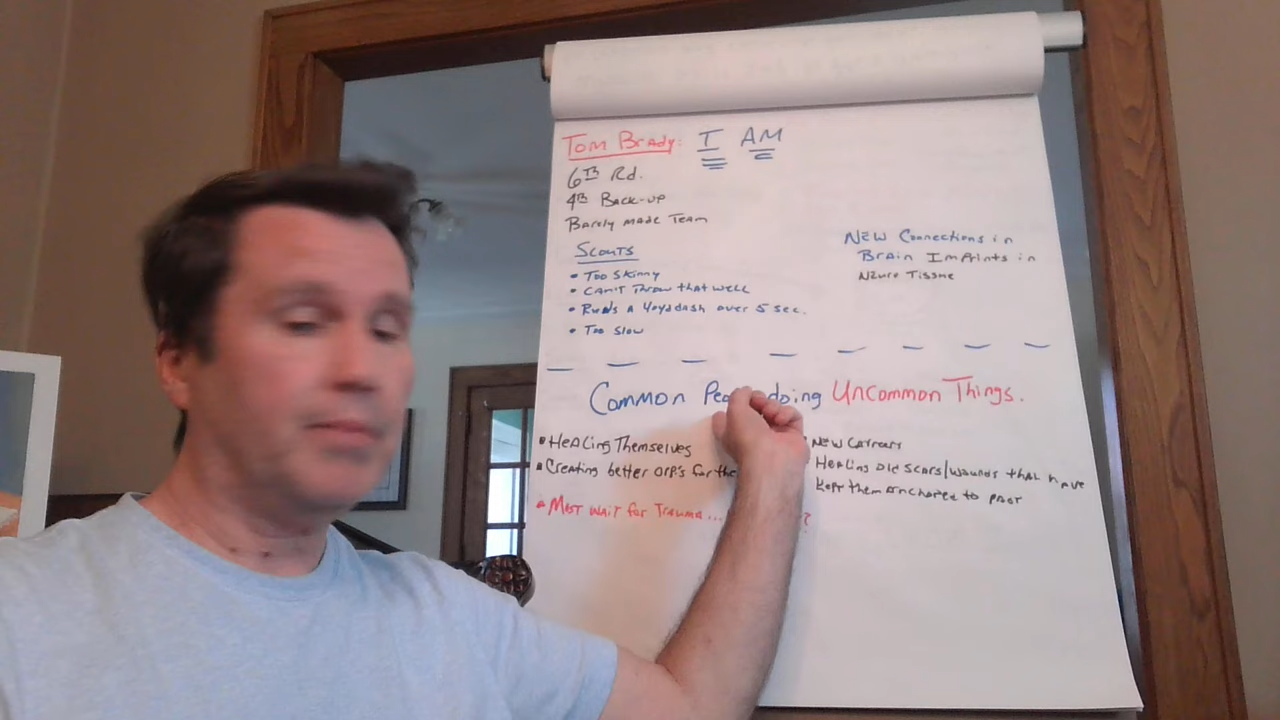 Tom Brady: I AM
6TH Rd.
4TH Back-up
Barely made Team
Scouts
• Too Skinny
• Can't Throw that well
• Runs A 40yd dash over 5 sec.
• Too Slow
New Connections in
Brain Imprints in
Nzure Tissue
Common Peo doing Uncommon Things.
• Healing Themselves
• Creating better orp's for the
• Most wait for Trauma... ?
New Carrears
Healing old scars/wounds that have
kept them anchored to past